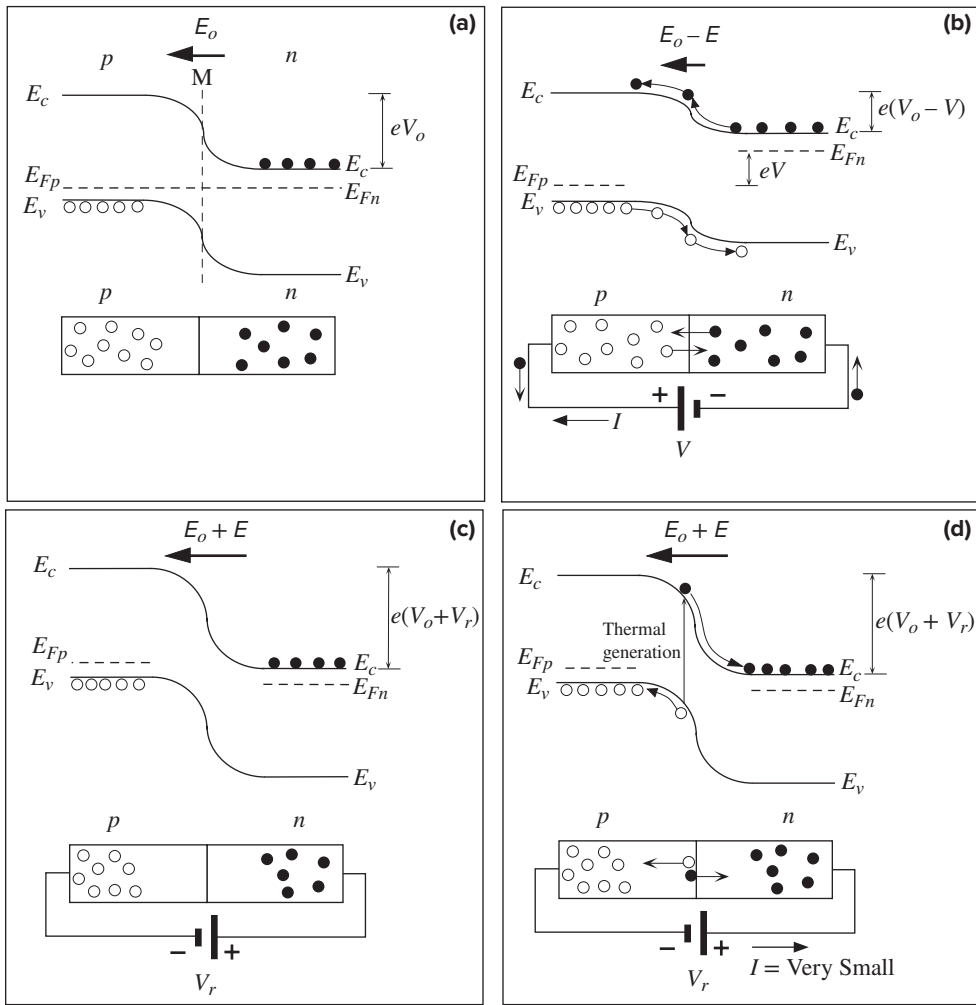 (a)
E_o
p
n
M
E_c
eV_o
E_c
E_Fp
E_Fn
E_v
E_v
p
n
(b)
E_o – E
E_c
e(V_o – V)
E_c
E_Fn
eV
E_Fp
E_v
E_v
p
n
+ –
I
V
(c)
E_o + E
E_c
e(V_o+V_r)
E_Fp
E_c
E_v
E_Fn
E_v
p
n
– +
V_r
(d)
E_o + E
E_c
e(V_o + V_r)
Thermal
generation
E_Fp
E_c
E_v
E_Fn
E_v
p
n
– +
V_r
I = Very Small